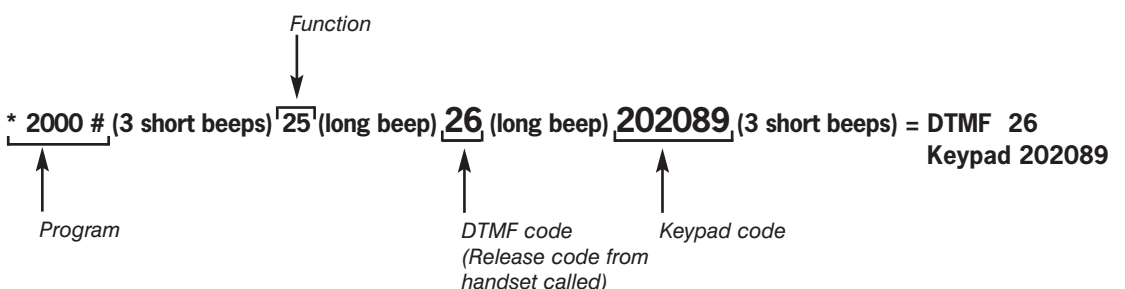 Function
* 2000 # (3 short beeps) 25 (long beep) 26 (long beep) 202089 (3 short beeps) = DTMF 26
Keypad 202089
Program
DTMF code
(Release code from
handset called)
Keypad code